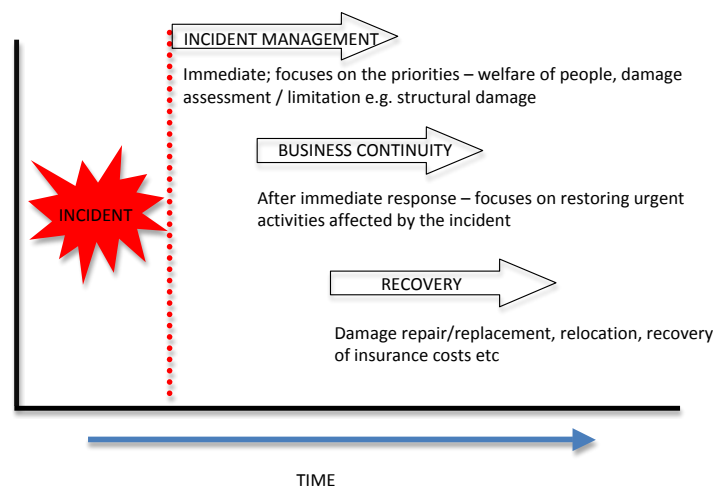 INCIDENT MANAGEMENT
Immediate; focuses on the priorities – welfare of people, damage
assessment / limitation e.g. structural damage
BUSINESS CONTINUITY
After immediate response – focuses on restoring urgent
activities affected by the incident
INCIDENT
RECOVERY
Damage repair/replacement, relocation, recovery
of insurance costs etc
TIME